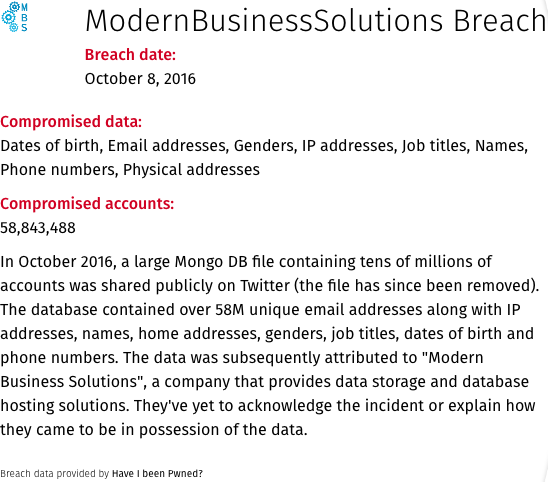 M
B
S
ModernBusinessSolutions Breach
Breach date:
October 8, 2016
Compromised data:
Dates of birth, Email addresses, Genders, IP addresses, Job titles, Names,
Phone numbers, Physical addresses
Compromised accounts:
58,843,488
In October 2016, a large Mongo DB file containing tens of millions of
accounts was shared publicly on Twitter (the file has since been removed).
The database contained over 58M unique email addresses along with IP
addresses, names, home addresses, genders, job titles, dates of birth and
phone numbers. The data was subsequently attributed to "Modern
Business Solutions", a company that provides data storage and database
hosting solutions. They've yet to acknowledge the incident or explain how
they came to be in possession of the data.
Breach data provided by Have I been Pwned?